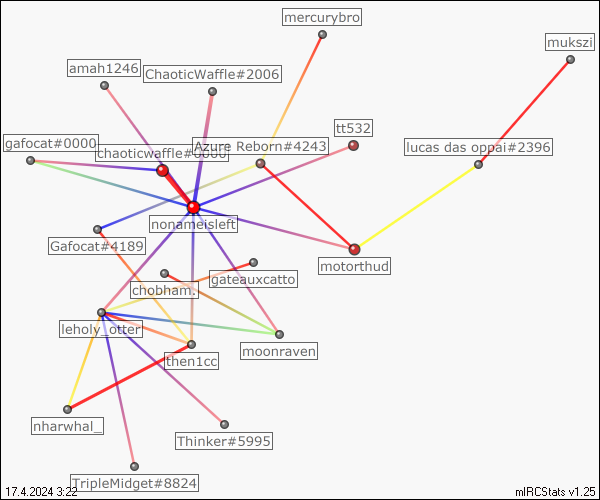 mercurybro
mukszi
amah1246
ChaoticWaffle#2006
tt532
gafocat#0000
chaoticwaffle#0000
Azure Reborn#4243
lucas das oppai#2396
nonameisleft
Gafocat#4189
motorthud
gateauxcatto
chobham.
leholy_otter
moonraven
then1cc
nharwhal_
Thinker#5995
TripleMidget#8824
17.4.2024 3:22
mIRCStats v1.25